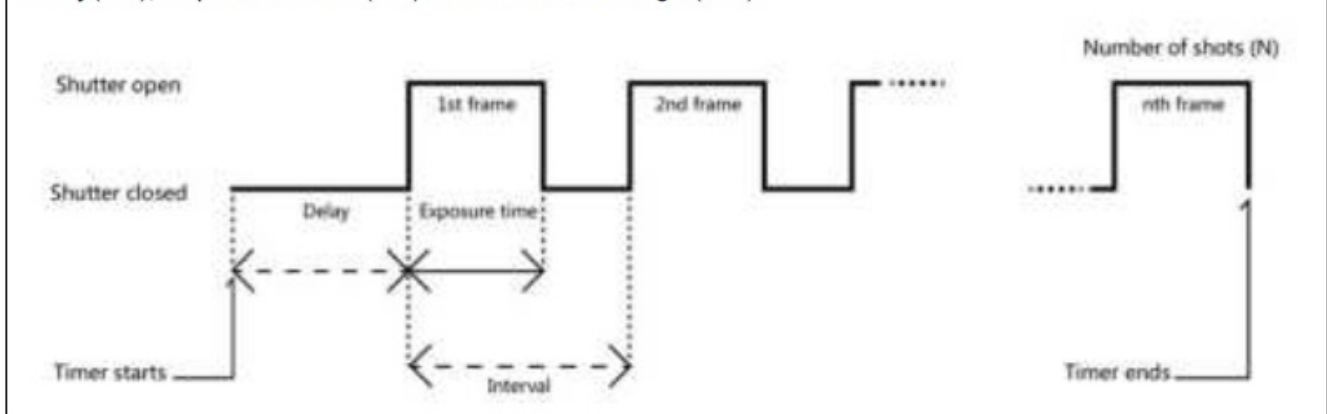 Number of shots (N)
Shutter open
1st frame
2nd frame
nth frame
Shutter closed
Delay
Exposure time
Timer starts
Interval
Timer ends